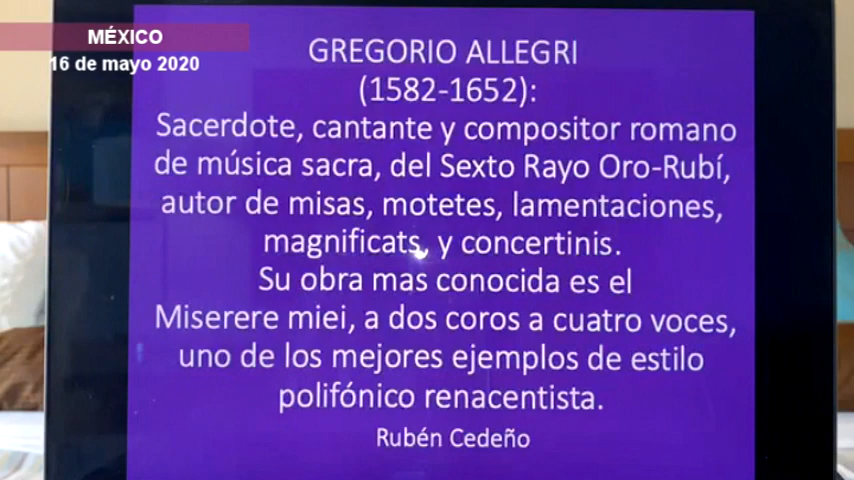 MÉXICO
16 de mayo 2020
GREGORIO ALLEGRI
(1582-1652):
Sacerdote, cantante y compositor romano
de música sacra, del Sexto Rayo Oro-Rubí,
autor de misas, motetes, lamentaciones,
magnificats, y concertinis.
Su obra mas conocida es el
Miserere miei, a dos coros a cuatro voces,
uno de los mejores ejemplos de estilo
polifónico renacentista.
Rubén Cedeño